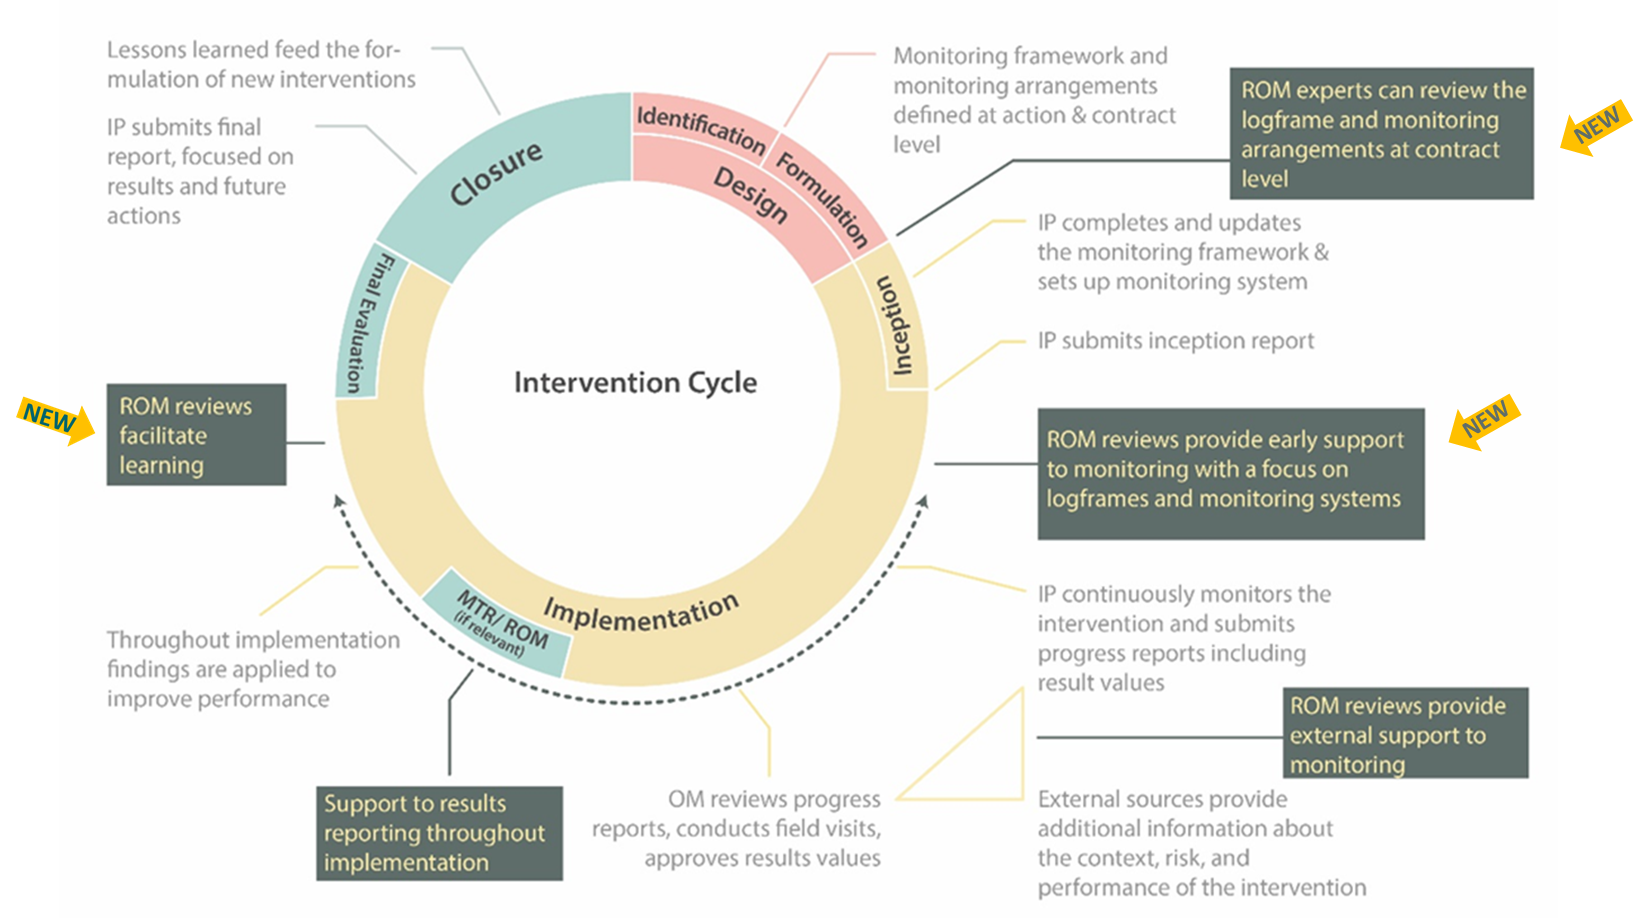 Lessons learned feed the for-
mulation of new interventions
IP submits final
report, focused on
results and future
actions
Monitoring framework and
monitoring arrangements
defined at action & contract
level
ROM experts can review the
logframe and monitoring
arrangements at contract
level
NEW
Closure
Identification
Formulation
Design
IP completes and updates
the monitoring framework &
sets up monitoring system
Final Evaluation
Inception
IP submits inception report
Intervention Cycle
NEW
ROM reviews
facilitate
learning
ROM reviews provide early support
to monitoring with a focus on
logframes and monitoring systems
NEW
MTR/ ROM
(if relevant)
Implementation
IP continuously monitors the
intervention and submits
progress reports including
result values
Throughout implementation
findings are applied to
improve performance
ROM reviews provide
external support to
monitoring
Support to results
reporting throughout
implementation
OM reviews progress
reports, conducts field visits,
approves results values
External sources provide
additional information about
the context, risk, and
performance of the intervention